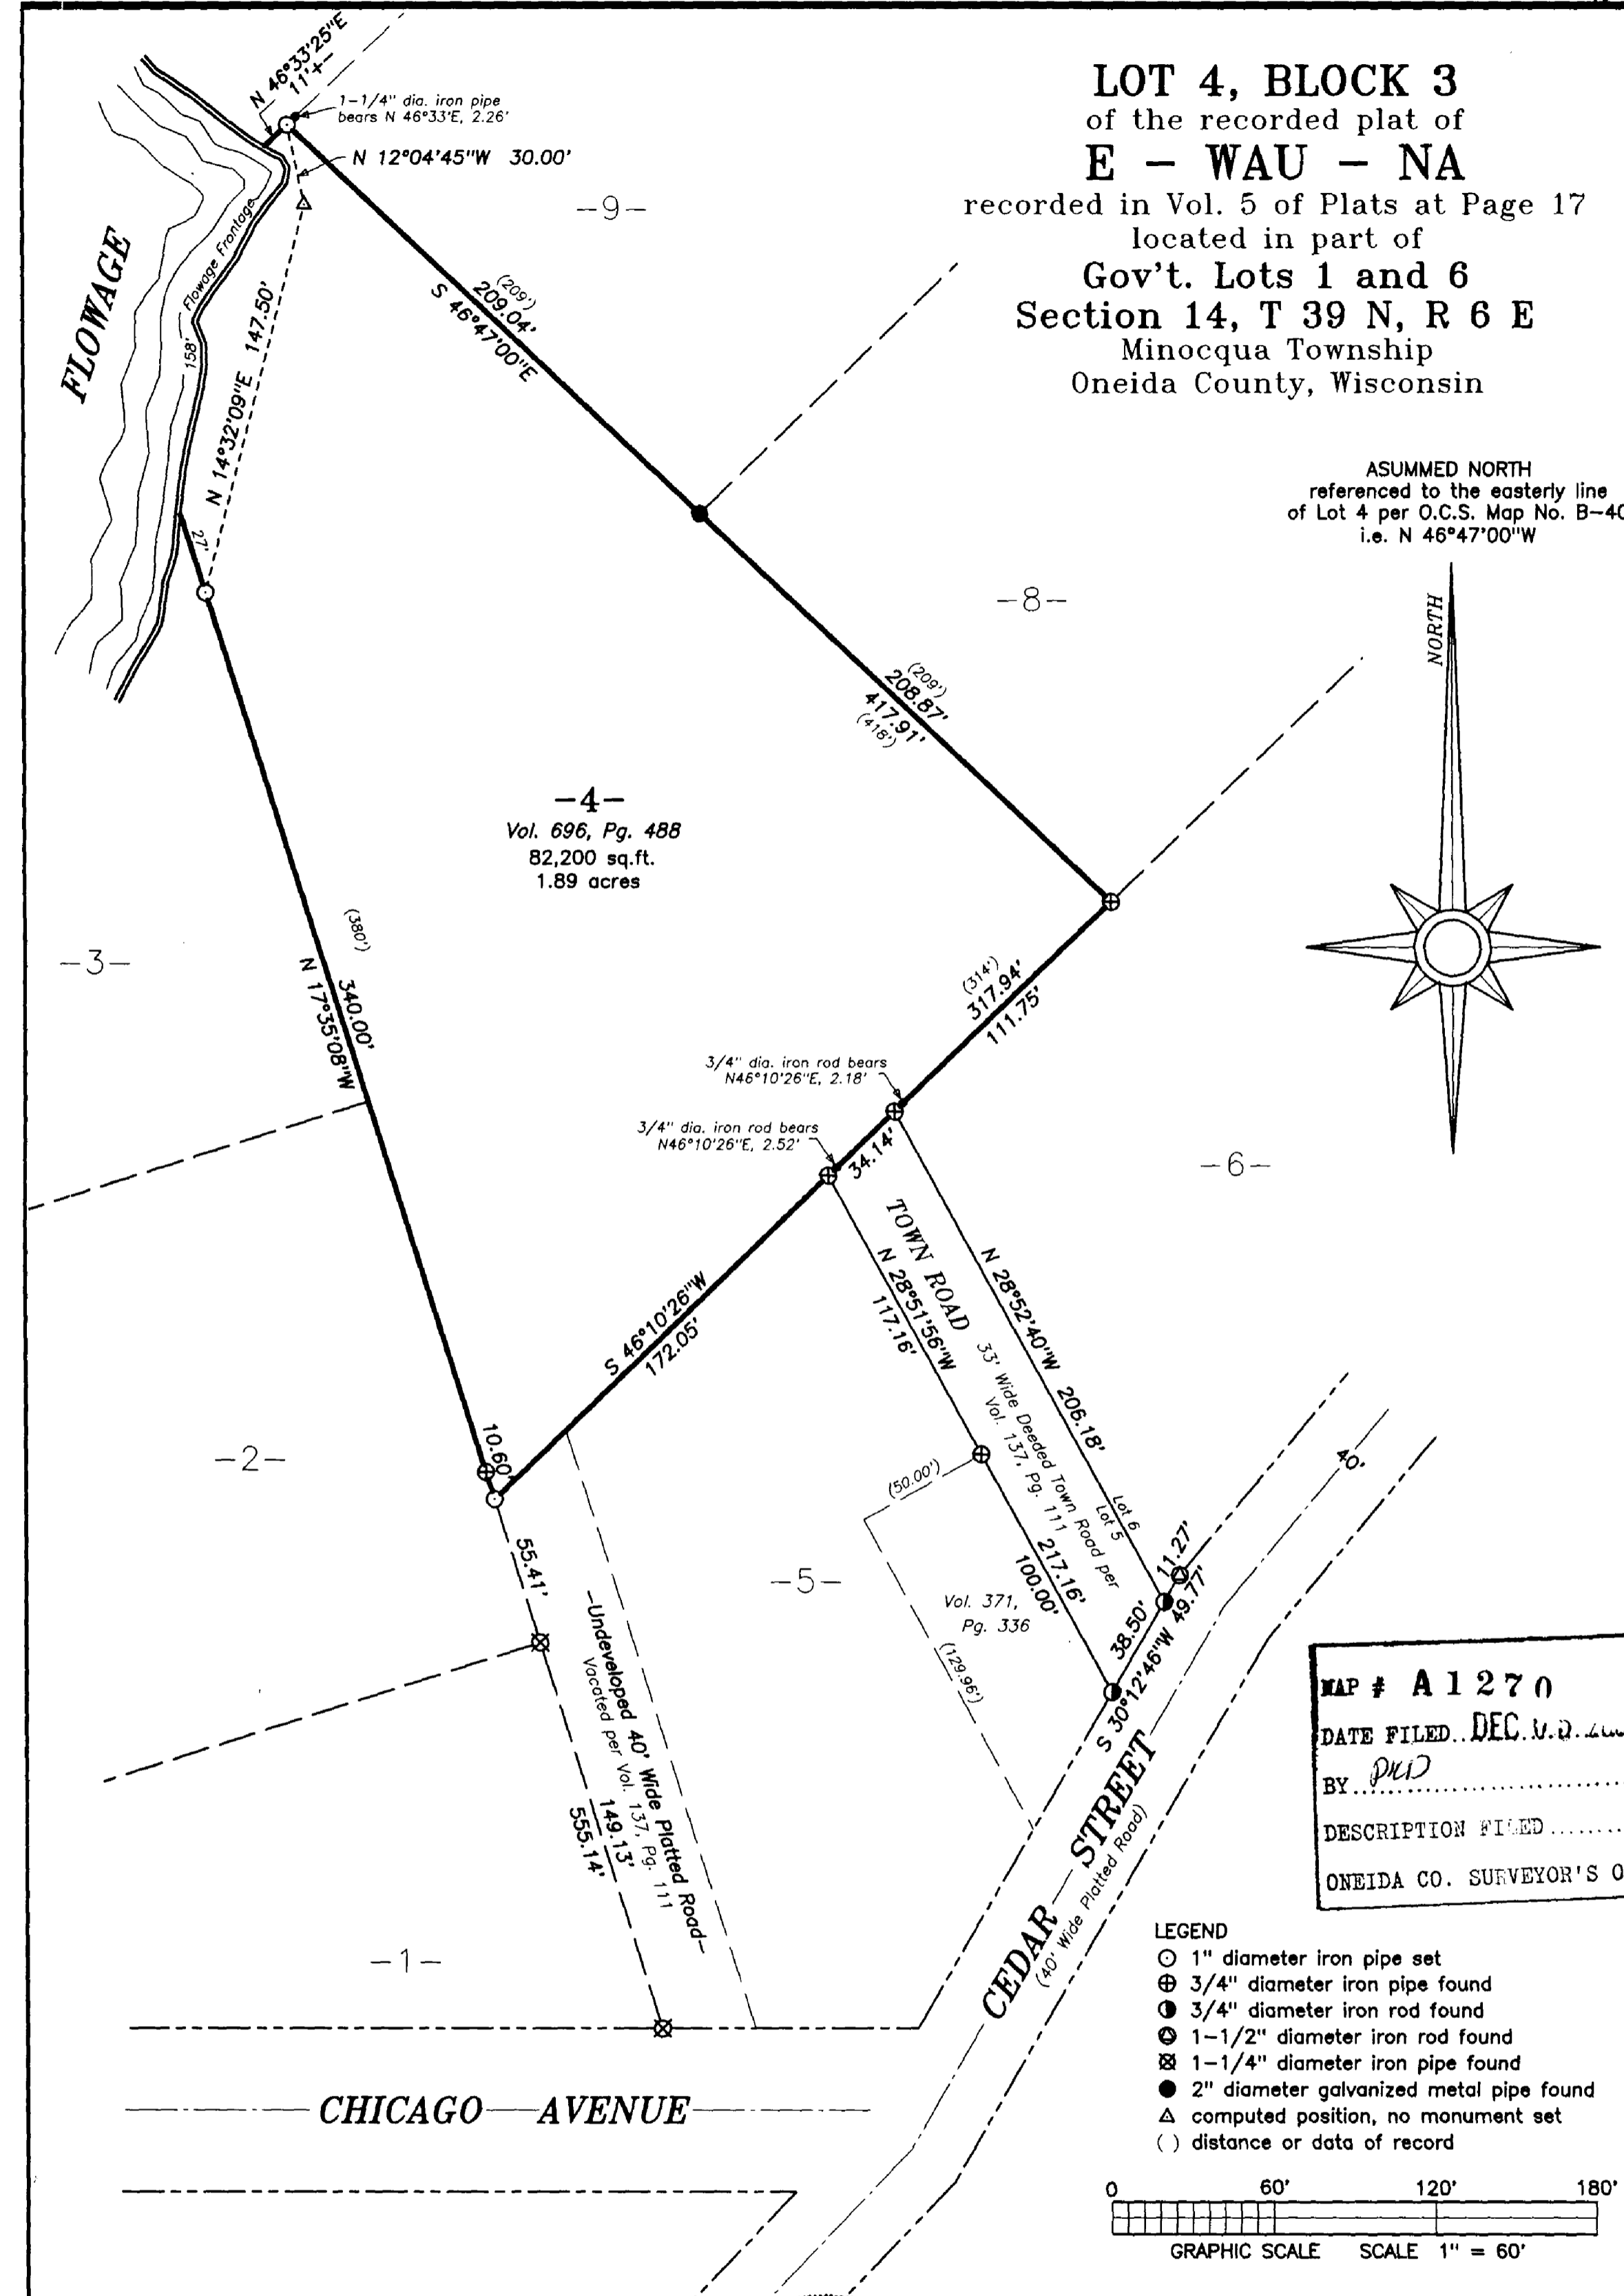 LOT 4, BLOCK 3
of the recorded plat of
E - WAU - NA
recorded in Vol. 5 of Plats at Page 17
located in part of
Gov't. Lots 1 and 6
Section 14, T 39 N, R 6 E
Minocqua Township
Oneida County, Wisconsin
N 46°33'25"E
11'+-
1-1/4" dia. iron pipe
bears N 46°33'E, 2.26'
N 12°04'45"W 30.00'
-9-
FLOWAGE
Flowage Frontage
158'
N 14°32'09"E 147.50'
27'
(209')
209.04'
S 46°47'00"E
ASUMMED NORTH
referenced to the easterly line
of Lot 4 per O.C.S. Map No. B-40
i.e. N 46°47'00"W
NORTH
-8-
(209')
208.87'
417.91'
(418')
-4-
Vol. 696, Pg. 488
82,200 sq.ft.
1.89 acres
-3-
(380')
340.00'
N 17°35'08"W
(314')
317.94'
111.75'
3/4" dia. iron rod bears
N46°10'26"E, 2.18'
3/4" dia. iron rod bears
N46°10'26"E, 2.52'
34.14'
-6-
S 46°10'26"W
172.05'
TOWN ROAD
33' Wide Deeded Town Road per
Vol. 137, Pg. 111
N 28°51'56"W
117.16'
N 28°52'40"W 206.18'
Lot 6
Lot 5
-2-
10.60'
55.41'
-5-
(50.00')
217.16'
100.00'
Vol. 371,
Pg. 336
(129.96')
11.27'
38.50'
S 30°12'46"W 49.77'
40'
-Undeveloped 40' Wide Platted Road-
Vacated per Vol. 137, Pg. 111
149.13'
555.14'
-1-
CEDAR STREET
(40' Wide Platted Road)
CHICAGO AVENUE
MAP # A1270
DATE FILED.. DEC.
BY
DESCRIPTION FILED
ONEIDA CO. SURVEYOR'S O
LEGEND
1" diameter iron pipe set
3/4" diameter iron pipe found
3/4" diameter iron rod found
1-1/2" diameter iron rod found
1-1/4" diameter iron pipe found
2" diameter galvanized metal pipe found
computed position, no monument set
( ) distance or data of record
0 60' 120' 180'
GRAPHIC SCALE SCALE 1" = 60'